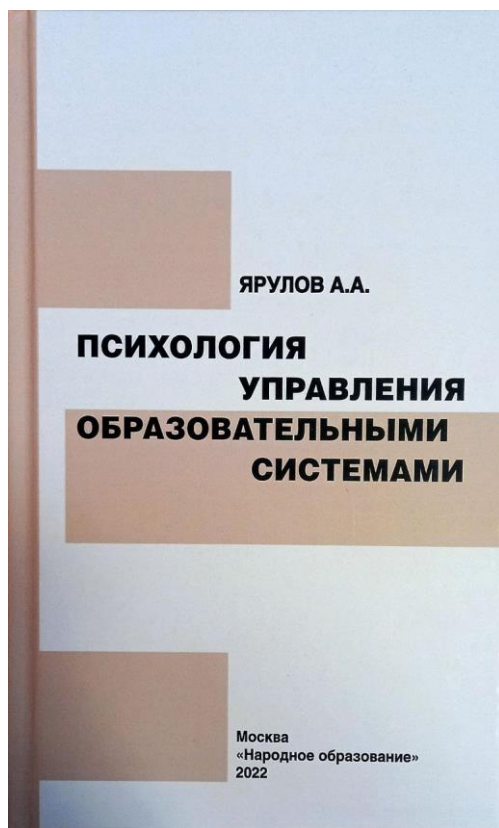 ЯРУЛОВ А.А.
ПСИХОЛОГИЯ
УПРАВЛЕНИЯ
ОБРАЗОВАТЕЛЬНЫМИ
СИСТЕМАМИ
Москва
«Народное образование»
2022